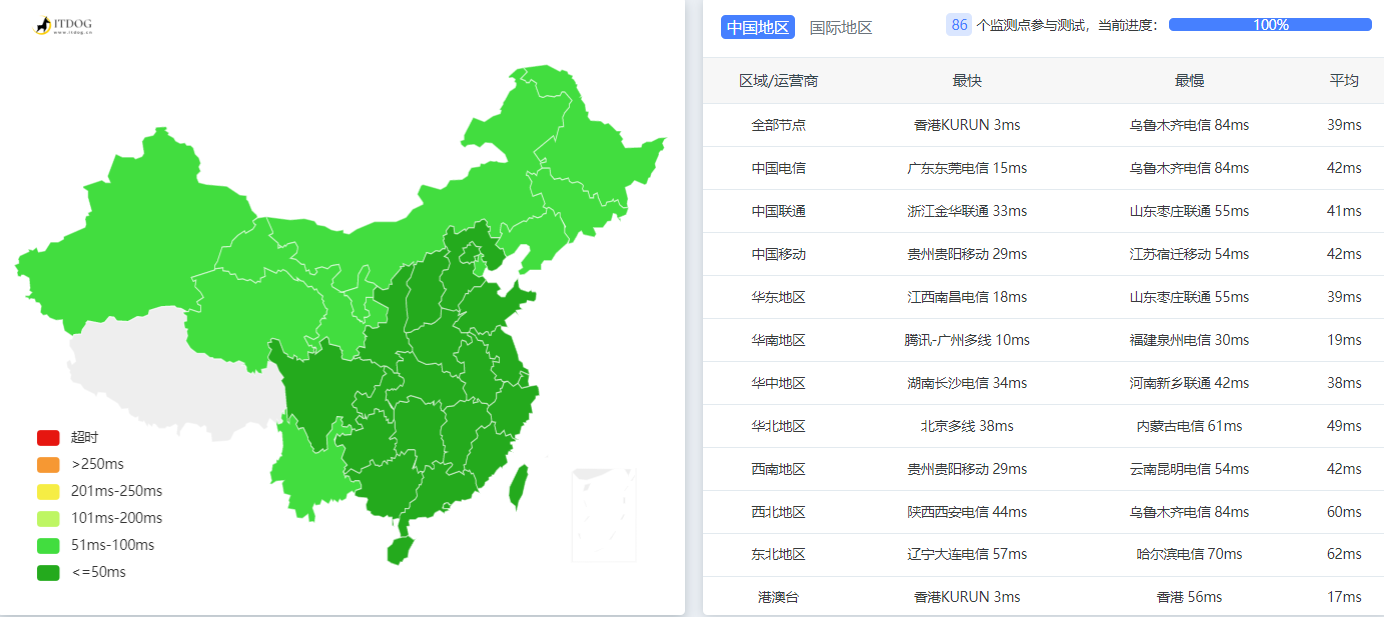 ITDOG
www.itdog.cn
超时
>250ms
201ms-250ms
101ms-200ms
51ms-100ms
<=50ms
中国地区 国际地区 86 个监测点参与测试，当前进度： 100%
区域/运营商 最快 最慢 平均
全部节点 香港KURUN 3ms 乌鲁木齐电信 84ms 39ms
中国电信 广东东莞电信 15ms 乌鲁木齐电信 84ms 42ms
中国联通 浙江金华联通 33ms 山东枣庄联通 55ms 41ms
中国移动 贵州贵阳移动 29ms 江苏宿迁移动 54ms 42ms
华东地区 江西南昌电信 18ms 山东枣庄联通 55ms 39ms
华南地区 腾讯-广州多线 10ms 福建泉州电信 30ms 19ms
华中地区 湖南长沙电信 34ms 河南新乡联通 42ms 38ms
华北地区 北京多线 38ms 内蒙古电信 61ms 49ms
西南地区 贵州贵阳移动 29ms 云南昆明电信 54ms 42ms
西北地区 陕西西安电信 44ms 乌鲁木齐电信 84ms 60ms
东北地区 辽宁大连电信 57ms 哈尔滨电信 70ms 62ms
港澳台 香港KURUN 3ms 香港 56ms 17ms